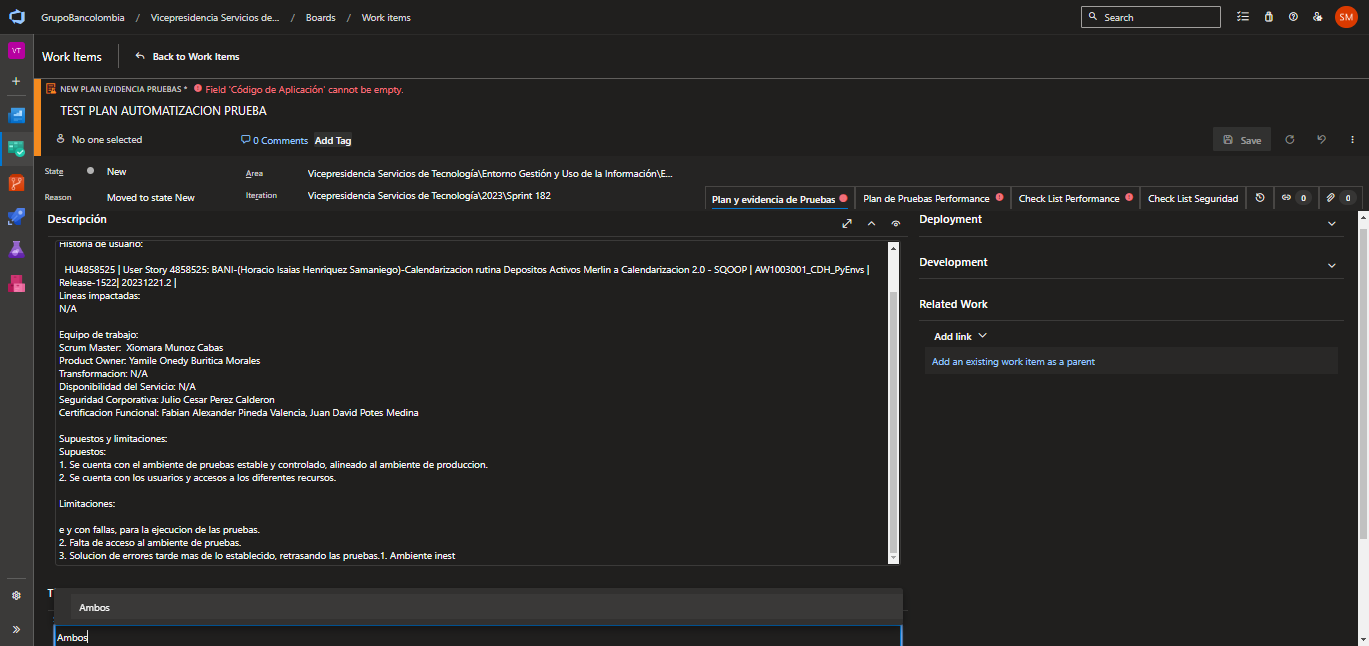 GrupoBancolombia / Vicepresidencia Servicios de... / Boards / Work items
Search
SM
VT
Work Items
Back to Work Items
NEW PLAN EVIDENCIA PRUEBAS * Field 'Código de Aplicación' cannot be empty.
TEST PLAN AUTOMATIZACION PRUEBA
No one selected
0 Comments
Add Tag
Save
State
New
Area
Vicepresidencia Servicios de Tecnología\Entorno Gestión y Uso de la Información\E...
Reason
Moved to state New
Iteration
Vicepresidencia Servicios de Tecnología\2023\Sprint 182
Plan y evidencia de Pruebas
Plan de Pruebas Performance
Check List Performance
Check List Seguridad
0
0
Descripción
Historia de usuario:
HU4858525 | User Story 4858525: BANI-(Horacio Isaias Henriquez Samaniego)-Calendarizacion rutina Depositos Activos Merlin a Calendarizacion 2.0 - SQOOP | AW1003001_CDH_PyEnvs |
Release-1522| 20231221.2 |
Lineas impactadas:
N/A
Equipo de trabajo:
Scrum Master: Xiomara Munoz Cabas
Product Owner: Yamile Onedy Buritica Morales
Transformacion: N/A
Disponibilidad del Servicio: N/A
Seguridad Corporativa: Julio Cesar Perez Calderon
Certificacion Funcional: Fabian Alexander Pineda Valencia, Juan David Potes Medina
Supuestos y limitaciones:
Supuestos:
1. Se cuenta con el ambiente de pruebas estable y controlado, alineado al ambiente de produccion.
2. Se cuenta con los usuarios y accesos a los diferentes recursos.
Limitaciones:
e y con fallas, para la ejecucion de las pruebas.
2. Falta de acceso al ambiente de pruebas.
3. Solucion de errores tarde mas de lo establecido, retrasando las pruebas.1. Ambiente inest
T
Ambos
Ambos
Deployment
Development
Related Work
Add link
Add an existing work item as a parent